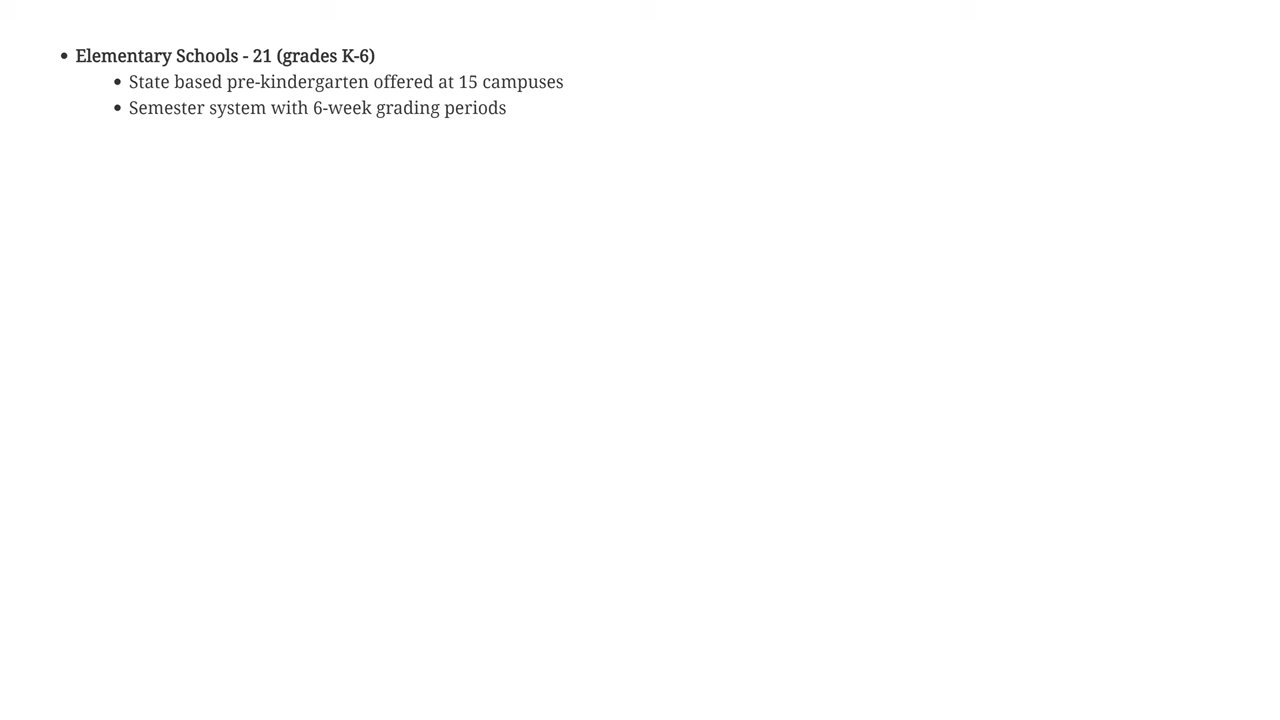 • Elementary Schools - 21 (grades K-6)
• State based pre-kindergarten offered at 15 campuses
• Semester system with 6-week grading periods